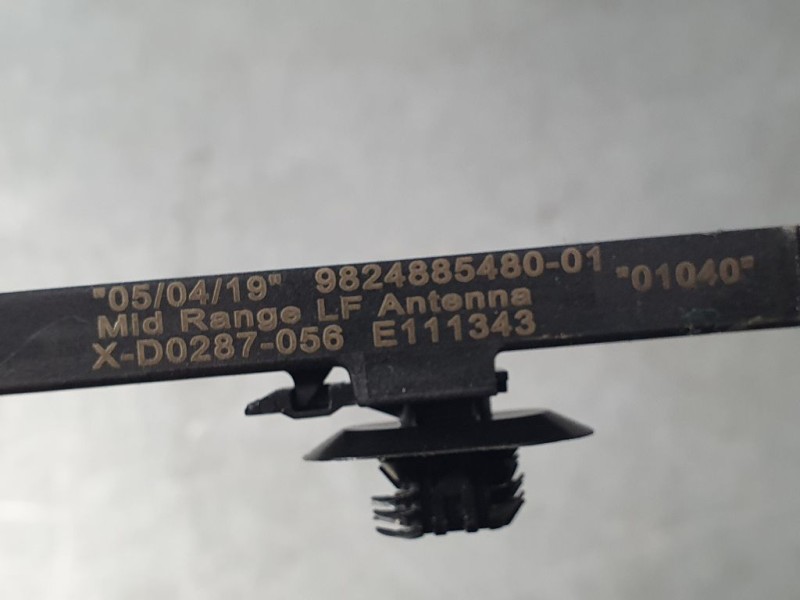 "05/04/19" 9824885480-01 "01040"
Mid Range LF Antenna
X-D0287-056 E111343